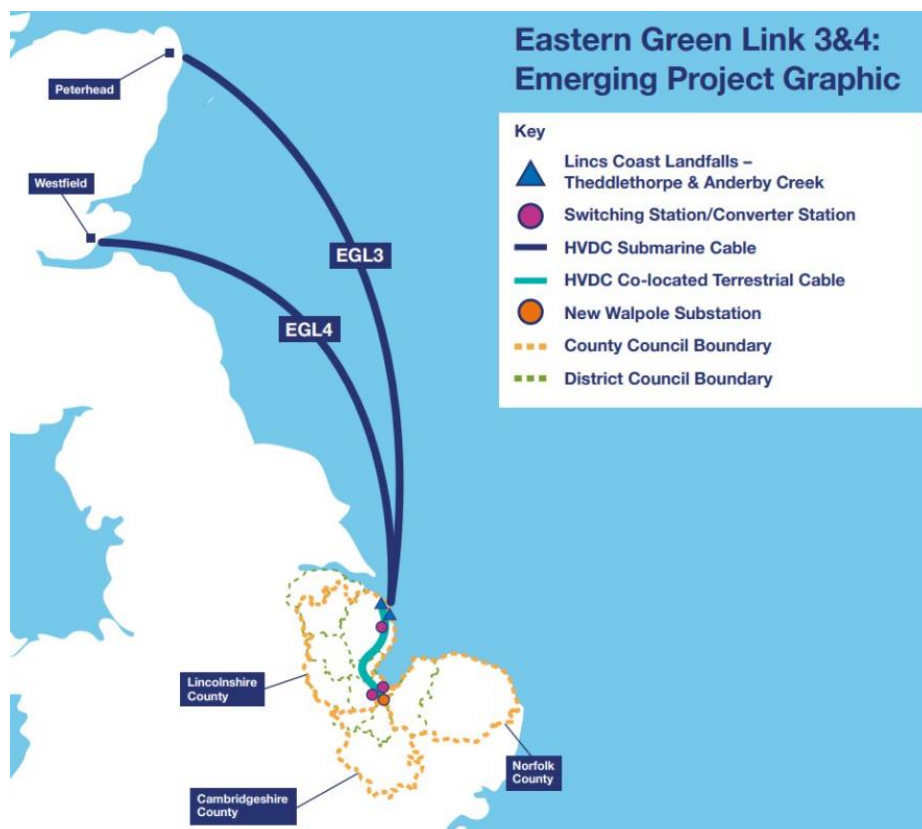 Eastern Green Link 3&4:
Emerging Project Graphic
Key
Lincs Coast Landfalls –
Theddlethorpe & Anderby Creek
Switching Station/Converter Station
HVDC Submarine Cable
HVDC Co-located Terrestrial Cable
New Walpole Substation
County Council Boundary
District Council Boundary
Peterhead
Westfield
EGL3
EGL4
Lincolnshire
County
Norfolk
County
Cambridgeshire
County